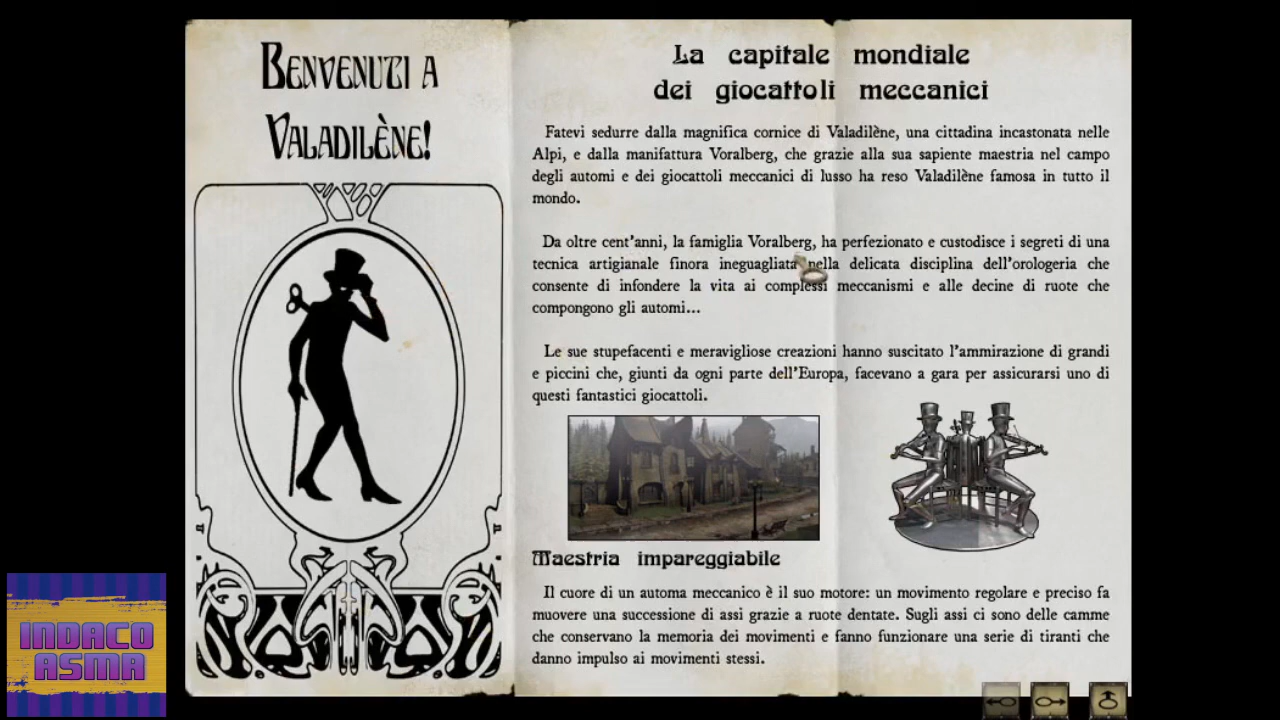 Benvenuti a
Valadilène!
La capitale mondiale
dei giocattoli meccanici
Fatevi sedurre dalla magnifica cornice di Valadilène, una cittadina incastonata nelle
Alpi, e dalla manifattura Voralberg, che grazie alla sua sapiente maestria nel campo
degli automi e dei giocattoli meccanici di lusso ha reso Valadilène famosa in tutto il
mondo.
Da oltre cent'anni, la famiglia Voralberg, ha perfezionato e custodisce i segreti di una
tecnica artigianale finora ineguagliata nella delicata disciplina dell'orologeria che
consente di infondere la vita ai complessi meccanismi e alle decine di ruote che
compongono gli automi...
Le sue stupefacenti e meravigliose creazioni hanno suscitato l'ammirazione di grandi
e piccini che, giunti da ogni parte dell'Europa, facevano a gara per assicurarsi uno di
questi fantastici giocattoli.
Maestria impareggiabile
Il cuore di un automa meccanico è il suo motore: un movimento regolare e preciso fa
muovere una successione di assi grazie a ruote dentate. Sugli assi ci sono delle camme
che conservano la memoria dei movimenti e fanno funzionare una serie di tiranti che
danno impulso ai movimenti stessi.
INDACO
ASMA